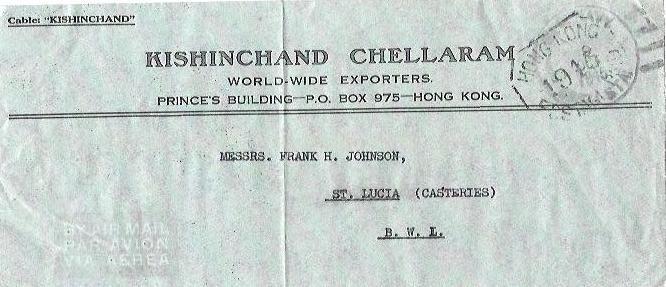 Cable: "KISHINCHAND"
KISHINCHAND CHELLARAM
WORLD-WIDE EXPORTERS.
PRINCE'S BUILDING—P.O. BOX 975—HONG KONG.
HONG KONG
MESSRS. FRANK H. JOHNSON,
ST. LUCIA (CASTERIES)
B. W. L.
BY AIR MAIL
PAR AVION
VIA AEREA